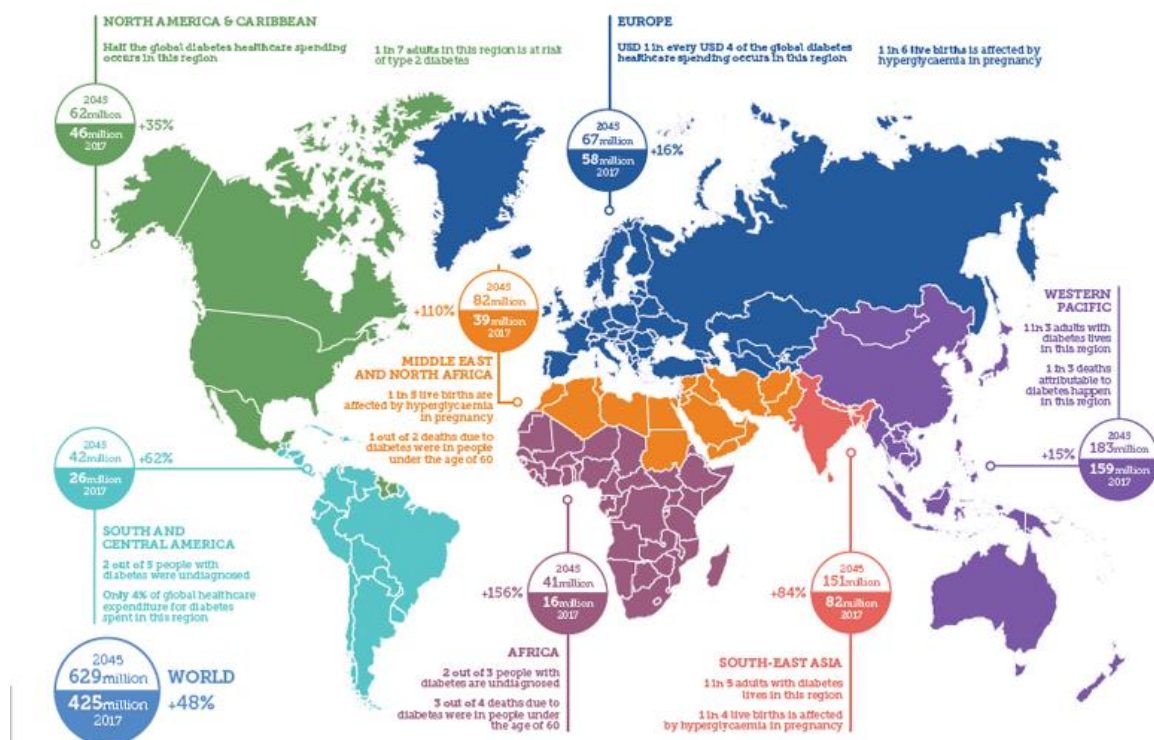 NORTH AMERICA & CARIBBEAN
Half the global diabetes healthcare spending
occurs in this region
1 in 7 adults in this region is at risk
of type 2 diabetes
2045
62million
46million
2017
+35%
EUROPE
USD 1 in every USD 4 of the global diabetes
healthcare spending occurs in this region
1 in 6 live births is affected by
hyperglycaemia in pregnancy
2045
67million
58million
2017
+16%
2045
82million
39million
2017
+110%
MIDDLE EAST
AND NORTH AFRICA
1 in 5 live births are
affected by hyperglycaemia
in pregnancy
1 out of 2 deaths due to
diabetes were in people
under the age of 60
WESTERN
PACIFIC
1 in 3 adults with
diabetes lives
in this region
1 in 3 deaths
attributable to
diabetes happen
in this region
2045
183million
159million
2017
+15%
2045
42million
26million
2017
+62%
SOUTH AND
CENTRAL AMERICA
2 out of 5 people with
diabetes were undiagnosed
Only 4% of global healthcare
expenditure for diabetes
spent in this region
2045
41million
16million
2017
+156%
AFRICA
2 out of 3 people with
diabetes are undiagnosed
3 out of 4 deaths due to
diabetes were in people under
the age of 60
2045
151million
82million
2017
+84%
SOUTH-EAST ASIA
1 in 5 adults with diabetes
lives in this region
1 in 4 live births is affected
by hyperglycaemia in pregnancy
2045
629million
425million
2017
WORLD
+48%